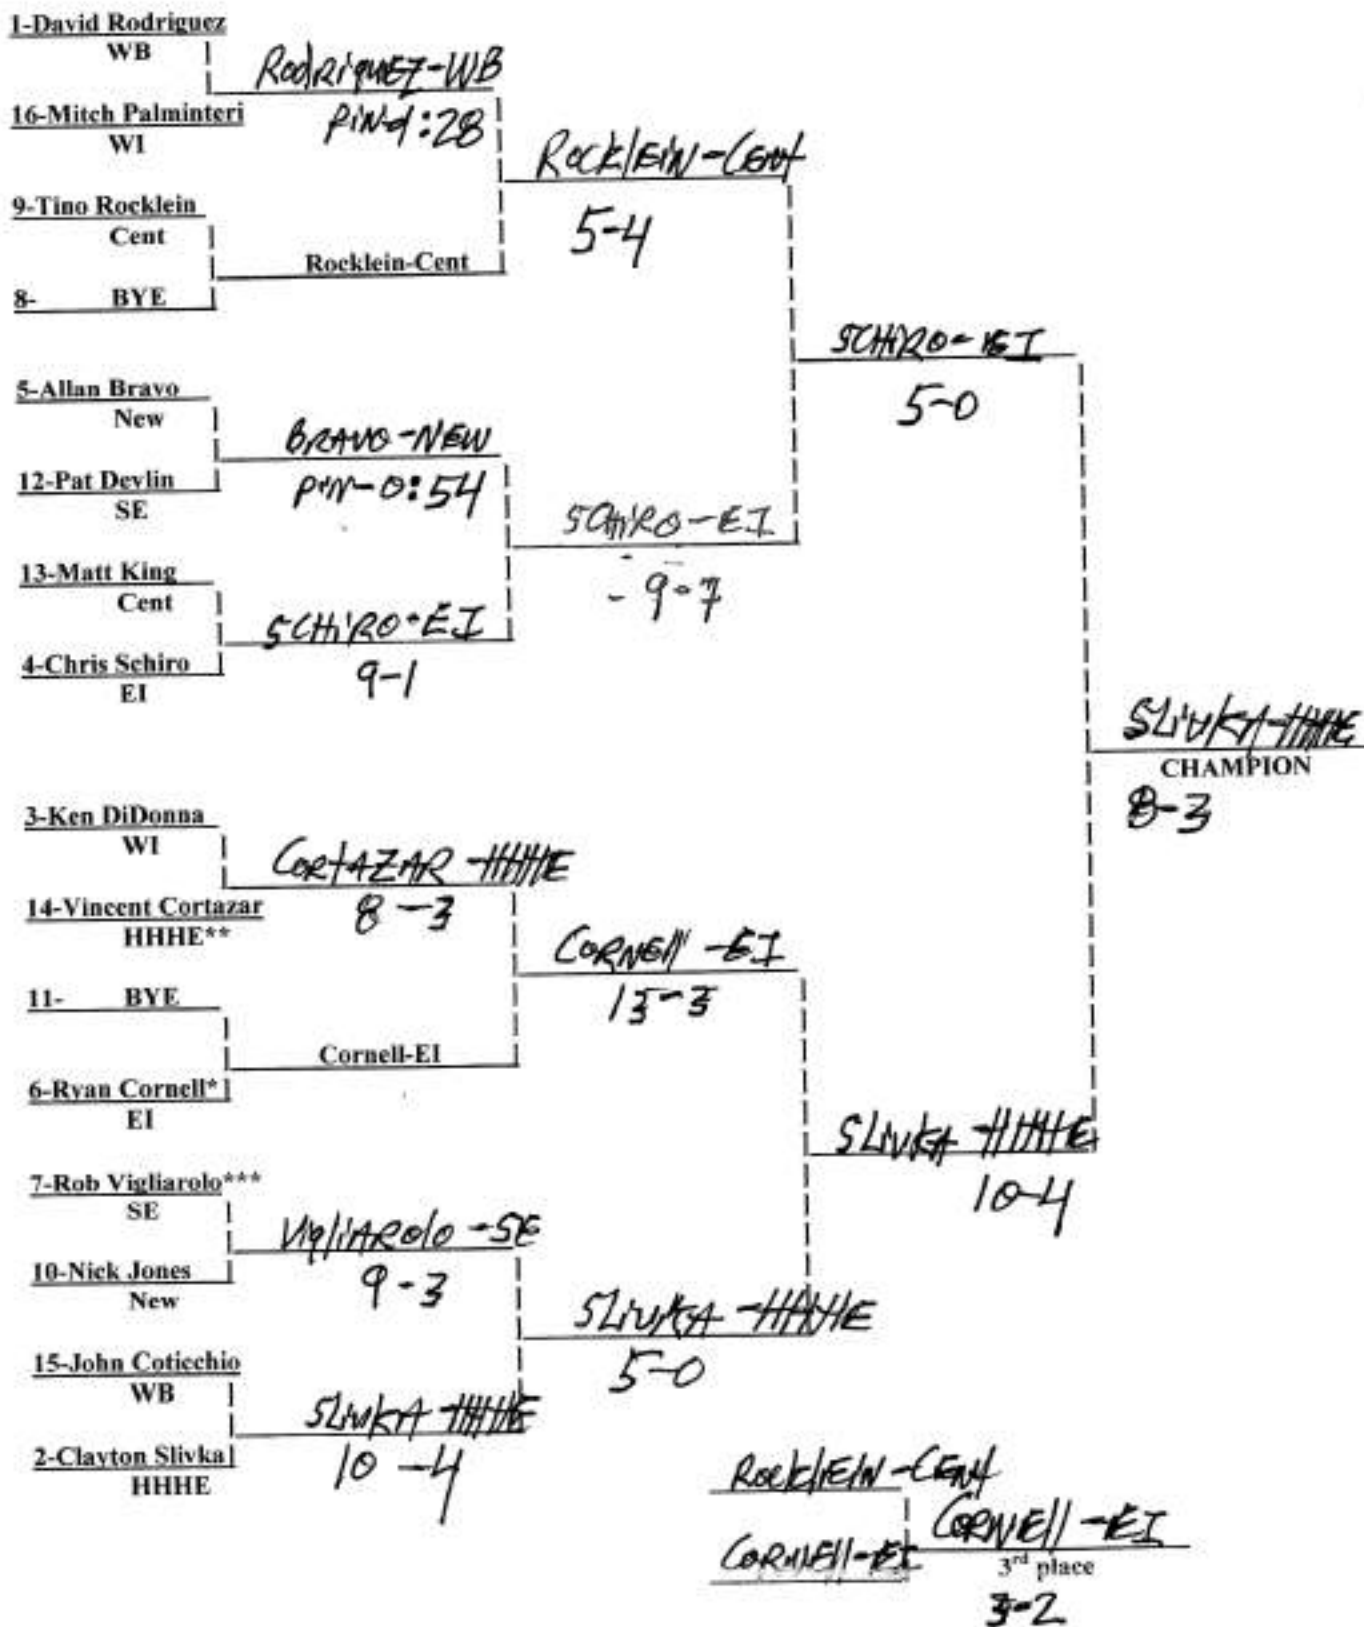 1-David Rodriguez
WB
Rodriguez-WB
16-Mitch Palminteri
WI
Rocklein-Cent
5-4
9-Tino Rocklein
Cent
Rocklein-Cent
8- BYE
SCHIRO-EI
5-0
5-Allan Bravo
New
BRAVO-NEW
PIN-0:54
12-Pat Devlin
SE
SCHIRO-EI
- 9-7
13-Matt King
Cent
SCHIRO-EI
9-1
4-Chris Schiro
EI
SLIVKA-HHHE
CHAMPION
8-3
3-Ken DiDonna
WI
CORTAZAR-HHHE
8-3
14-Vincent Cortazar
HHHE**
CORNEll-EI
11- BYE
Cornell-EI
6-Ryan Cornell*
EI
SLIVKA-HHHE
10-4
7-Rob Vigliarolo***
SE
VigliAROlO-SE
9-3
10-Nick Jones
New
SLIVKA-HHHE
5-0
15-John Coticchio
WB
SLIVKA-HHHE
10-4
2-Clayton Slivka
HHHE
Rocklein-Cent
CORNEll-EI
CORNEll-EI
3rd place
3-2